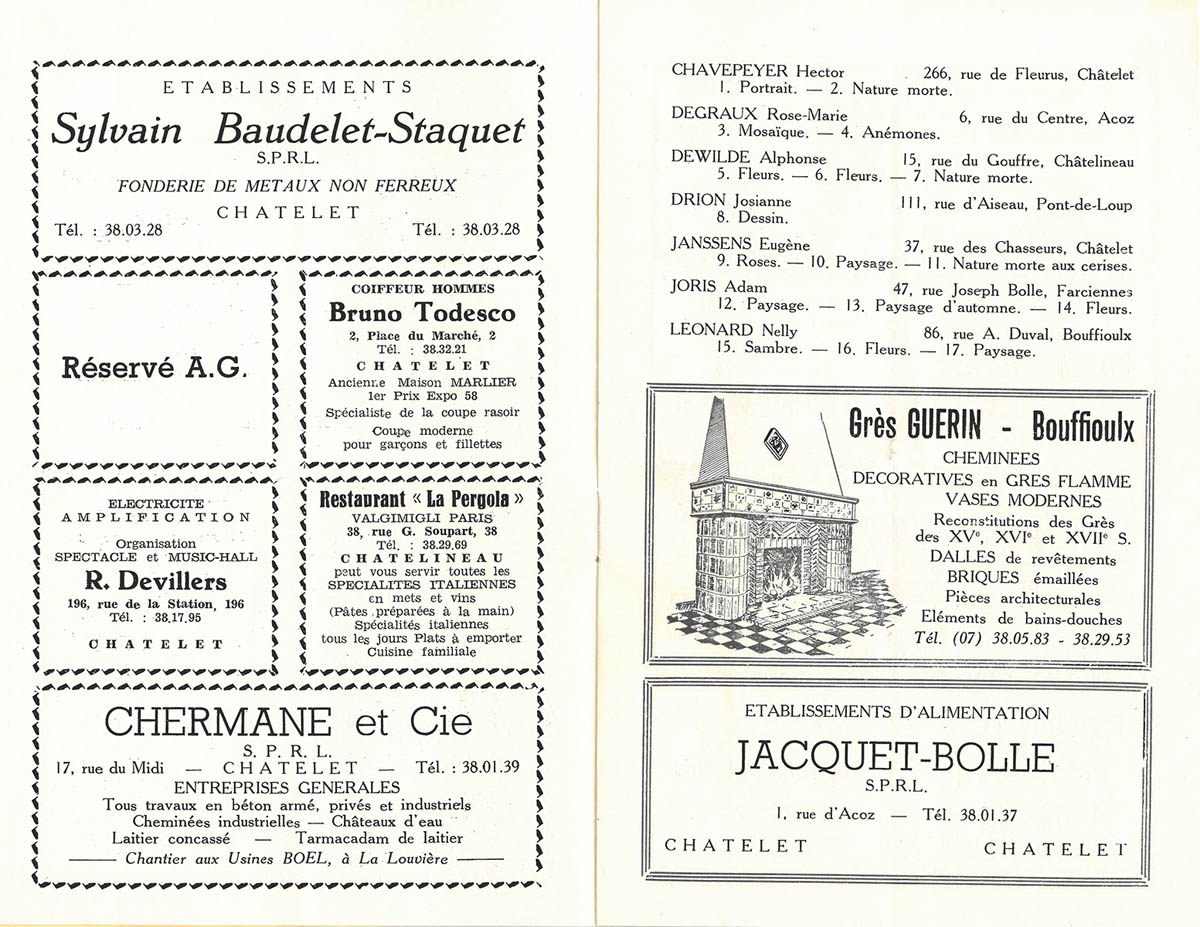 ETABLISSEMENTS
Sylvain Baudelet-Staquet
S.P.R.L.
FONDERIE DE METAUX NON FERREUX
CHATELET
Tél. : 38.03.28 Tél. : 38.03.28
Réservé A.G.
COIFFEUR HOMMES
Bruno Todesco
2, Place du Marché, 2
Tél. : 38.32.21
CHATELET
Ancienne Maison MARLIER
1er Prix Expo 58
Spécialiste de la coupe rasoir
Coupe moderne
pour garçons et fillettes
ELECTRICITE
AMPLIFICATION
Organisation
SPECTACLE et MUSIC-HALL
R. Devillers
196, rue de la Station, 196
Tél. : 38.17.95
CHATELET
Restaurant « La Pergola »
VALGIMIGLI PARIS
38, rue G. Soupart, 38
Tél. : 38.29.69
CHATELINEAU
peut vous servir toutes les
SPECIALITES ITALIENNES
en mets et vins
(Pâtes préparées à la main)
Spécialités italiennes
tous les jours Plats à emporter
Cuisine familiale
CHERMANE et Cie
S. P. R. L.
17, rue du Midi — CHATELET — Tél. : 38.01.39
ENTREPRISES GENERALES
Tous travaux en béton armé, privés et industriels
Cheminées industrielles — Châteaux d'eau
Laitier concassé — Tarmacadam de laitier
—— Chantier aux Usines BOEL, à La Louvière ——
CHAVEPEYER Hector 266, rue de Fleurus, Châtelet
1. Portrait. — 2. Nature morte.
DEGRAUX Rose-Marie 6, rue du Centre, Acoz
3. Mosaïque. — 4. Anémones.
DEWILDE Alphonse 15, rue du Gouffre, Châtelineau
5. Fleurs. — 6. Fleurs. — 7. Nature morte.
DRION Josianne 111, rue d'Aiseau, Pont-de-Loup
8. Dessin.
JANSSENS Eugène 37, rue des Chasseurs, Châtelet
9. Roses. — 10. Paysage. — 11. Nature morte aux cerises.
JORIS Adam 47, rue Joseph Bolle, Farciennes
12. Paysage. — 13. Paysage d'automne. — 14. Fleurs.
LEONARD Nelly 86, rue A. Duval, Bouffioulx
15. Sambre. — 16. Fleurs. — 17. Paysage.
Grès GUERIN - Bouffioulx
CHEMINEES
DECORATIVES en GRES FLAMME
VASES MODERNES
Reconstitutions des Grès
des XVe, XVIe et XVIIe S.
DALLES de revêtements
BRIQUES émaillées
Pièces architecturales
Eléments de bains-douches
Tél. (07) 38.05.83 - 38.29.53
ETABLISSEMENTS D'ALIMENTATION
JACQUET-BOLLE
S.P.R.L.
1, rue d'Acoz — Tél. 38.01.37
CHATELET CHATELET